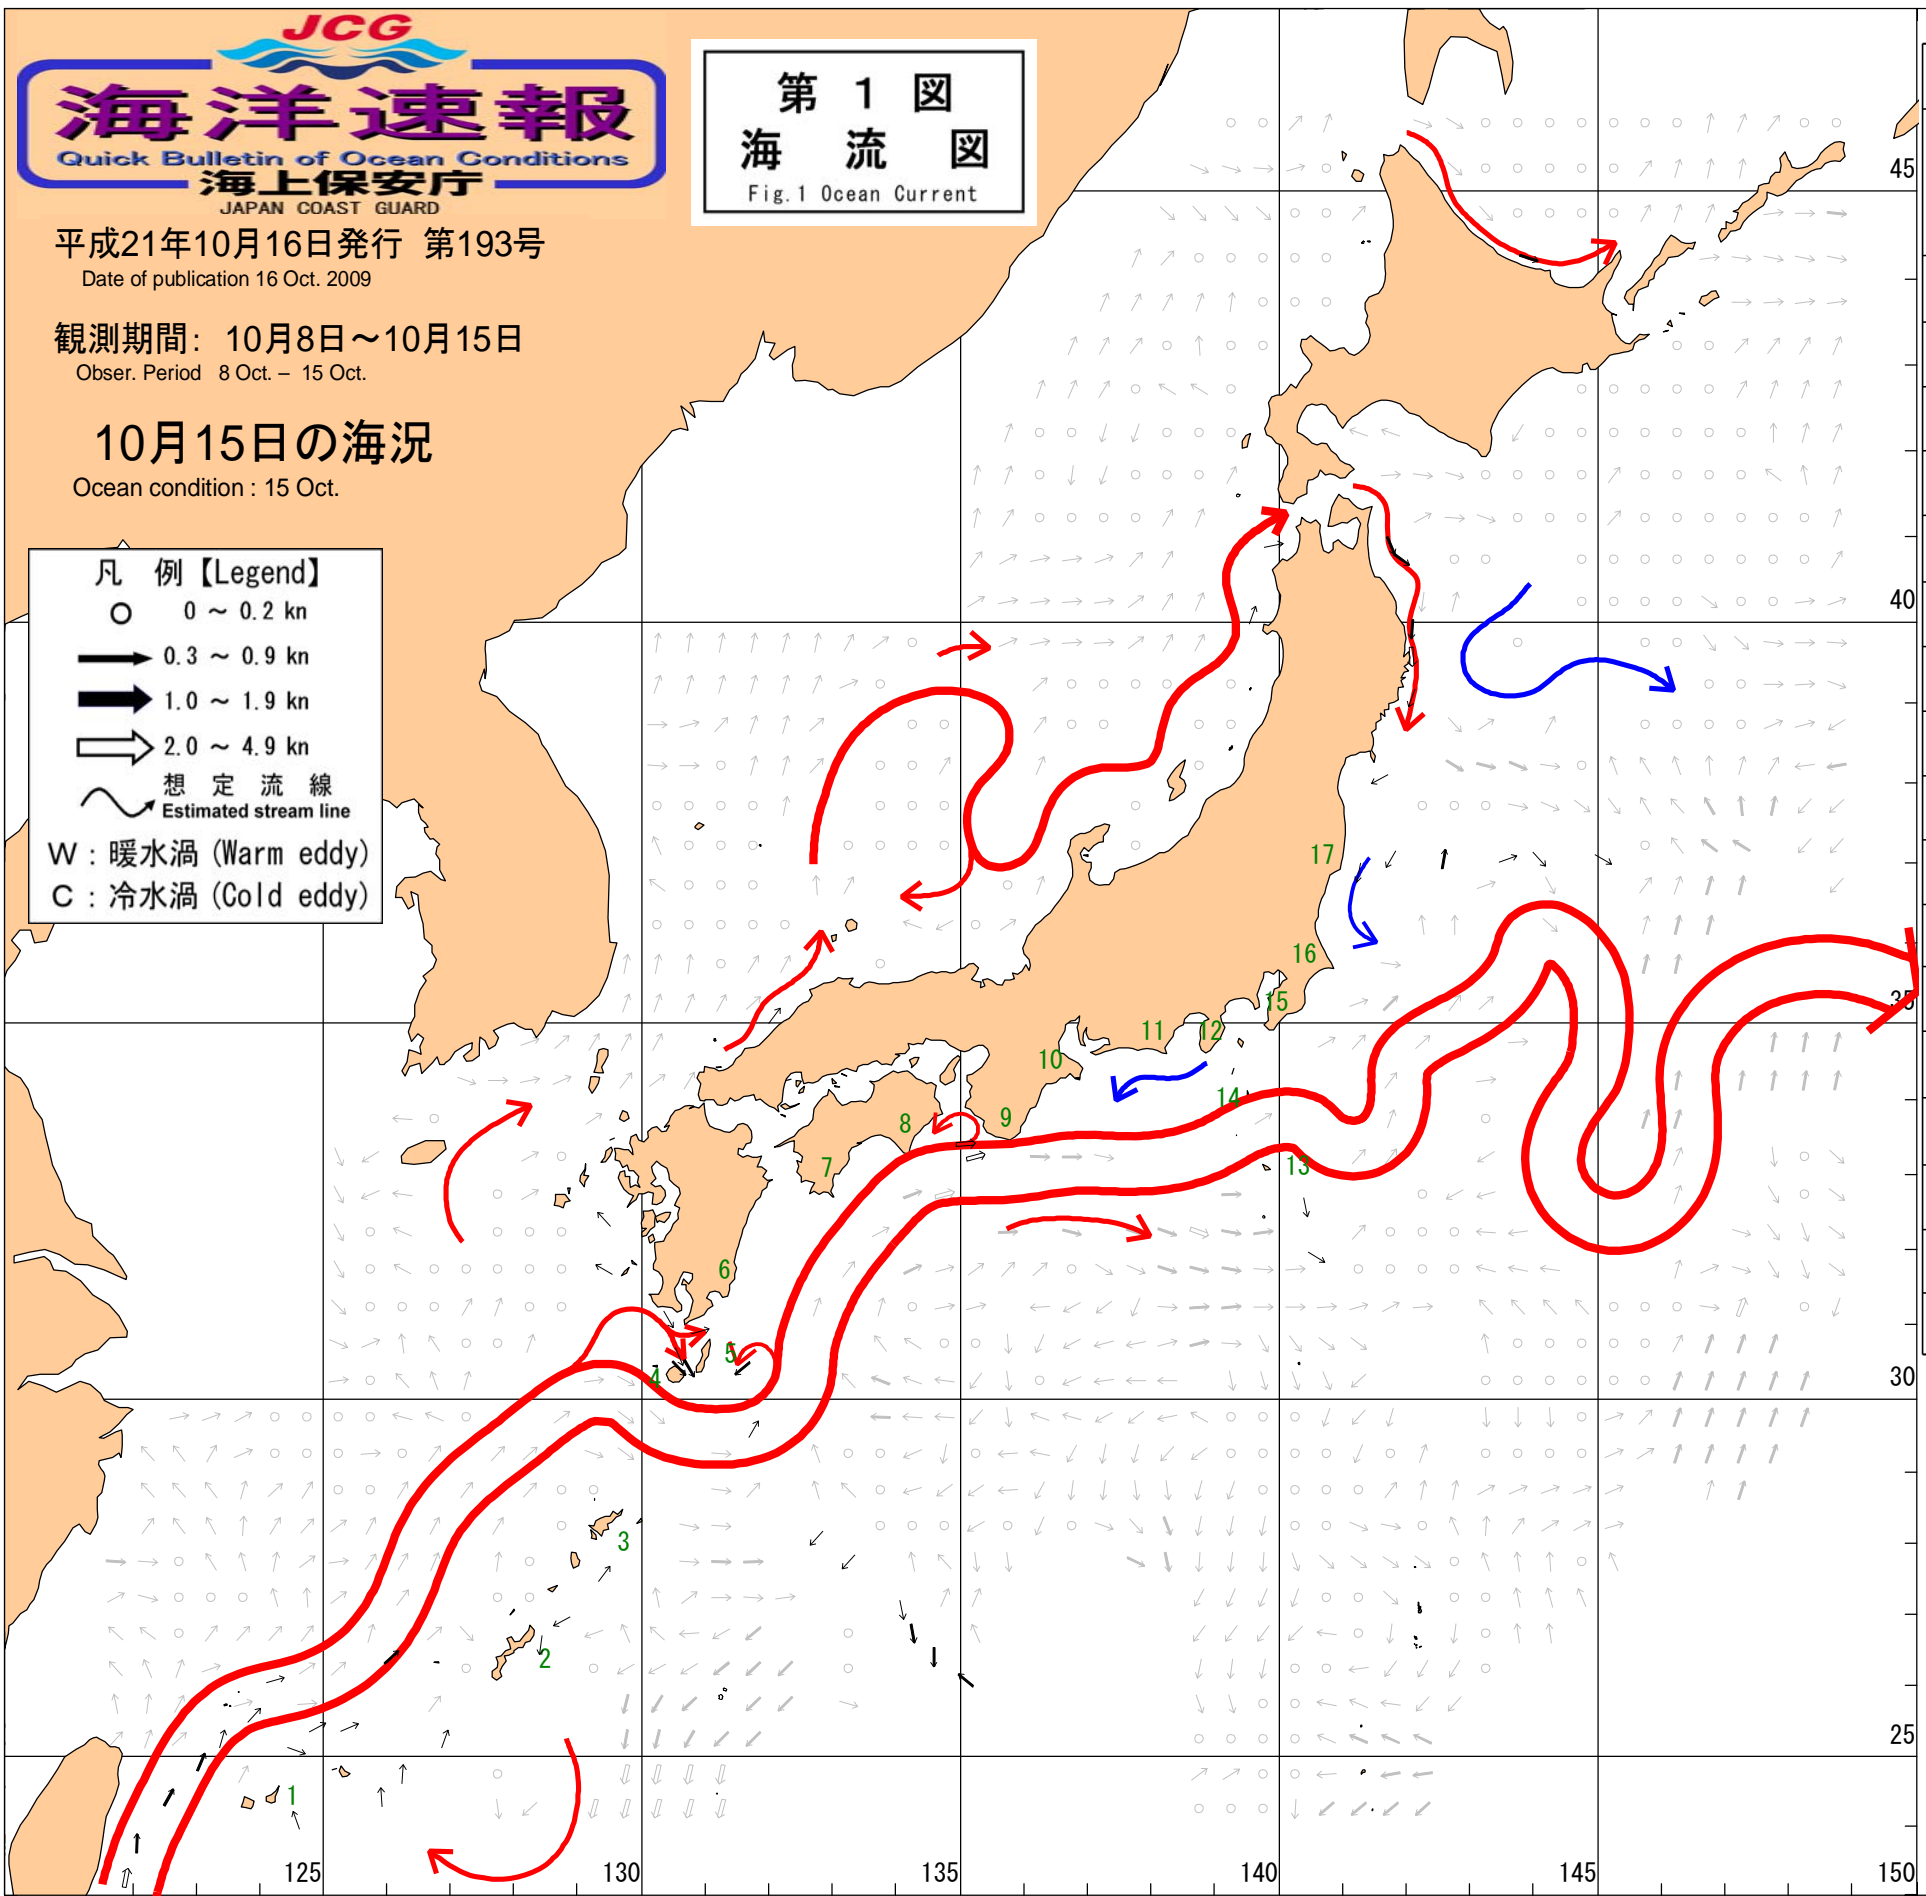 JCG
海洋速報
Quick Bulletin of Ocean Conditions
海上保安庁
JAPAN COAST GUARD
第 1 図
海 流 図
Fig.1 Ocean Current
平成21年10月16日発行 第193号
Date of publication 16 Oct. 2009
観測期間: 10月8日～10月15日
Obser. Period 8 Oct. – 15 Oct.
10月15日の海況
Ocean condition : 15 Oct.
凡 例【Legend】
0 ～ 0.2 kn
0.3 ～ 0.9 kn
1.0 ～ 1.9 kn
2.0 ～ 4.9 kn
想 定 流 線
Estimated stream line
W : 暖水渦 (Warm eddy)
C : 冷水渦 (Cold eddy)
45
40
35
30
25
17
16
15
12
11
10
14
9
8
13
7
6
5
4
3
2
1
125
130
135
140
145
150